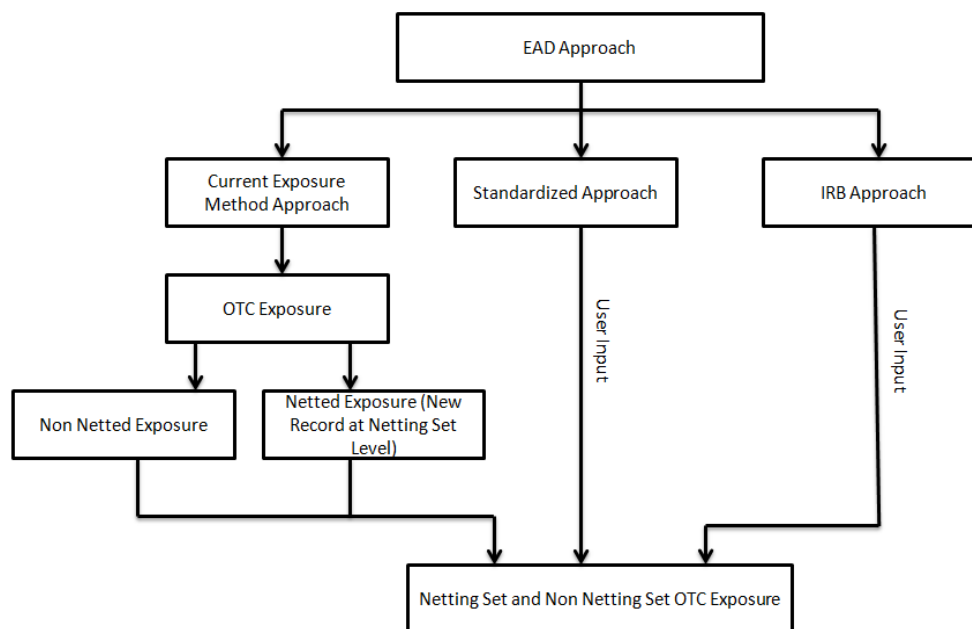 EAD Approach
Current Exposure
Method Approach
Standardized Approach
IRB Approach
OTC Exposure
User Input
User Input
Non Netted Exposure
Netted Exposure (New
Record at Netting Set
Level)
Netting Set and Non Netting Set OTC Exposure